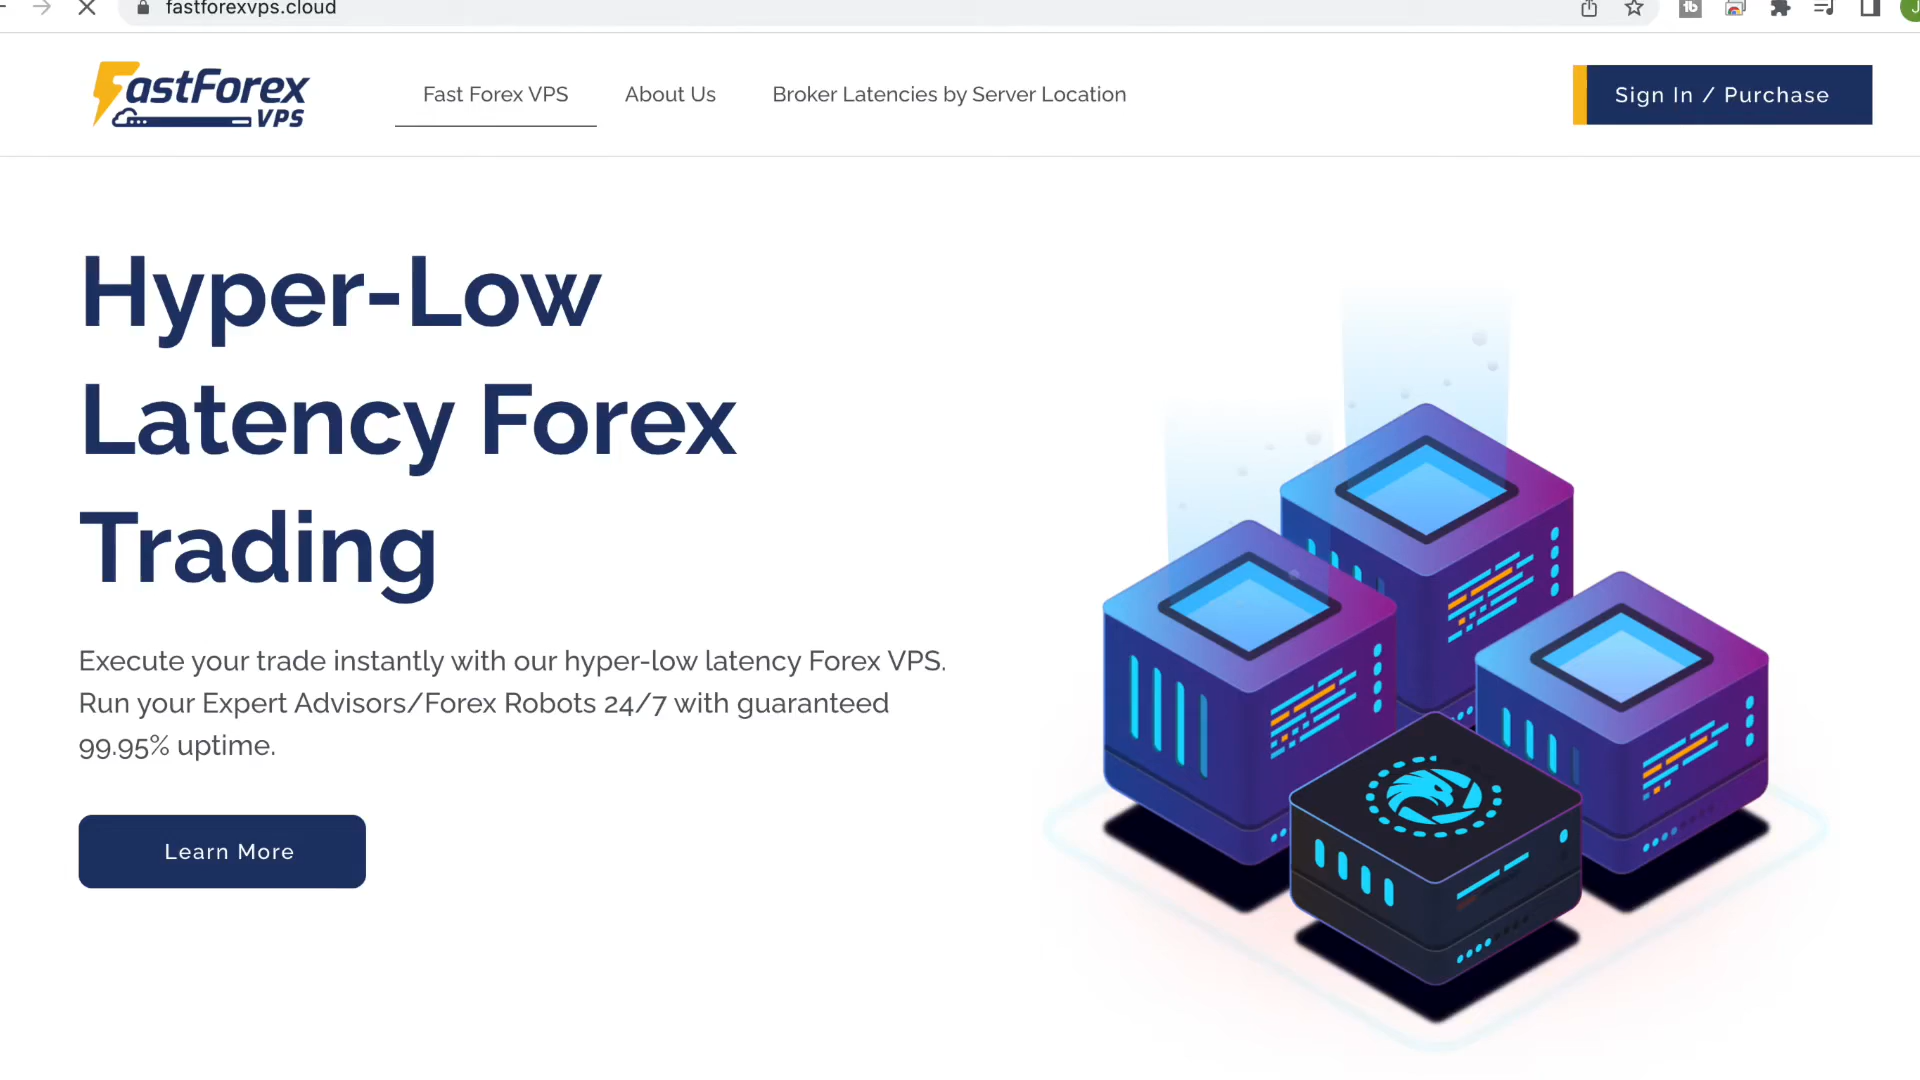 fastforexvps.cloud
FastForex
VPS
Fast Forex VPS
About Us
Broker Latencies by Server Location
Sign In / Purchase
Hyper-Low
Latency Forex
Trading
Execute your trade instantly with our hyper-low latency Forex VPS.
Run your Expert Advisors/Forex Robots 24/7 with guaranteed
99.95% uptime.
Learn More